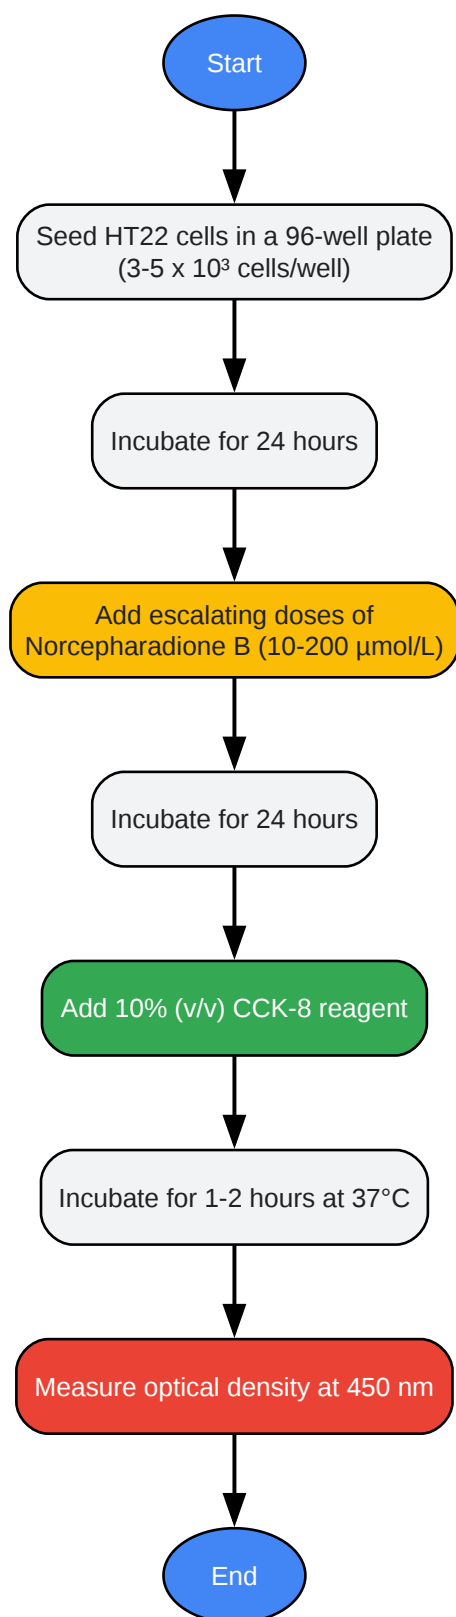 Start
Seed HT22 cells in a 96-well plate
(3-5 x 10³ cells/well)
Incubate for 24 hours
Add escalating doses of
Norcepharadione B (10-200 µmol/L)
Incubate for 24 hours
Add 10% (v/v) CCK-8 reagent
Incubate for 1-2 hours at 37°C
Measure optical density at 450 nm
End